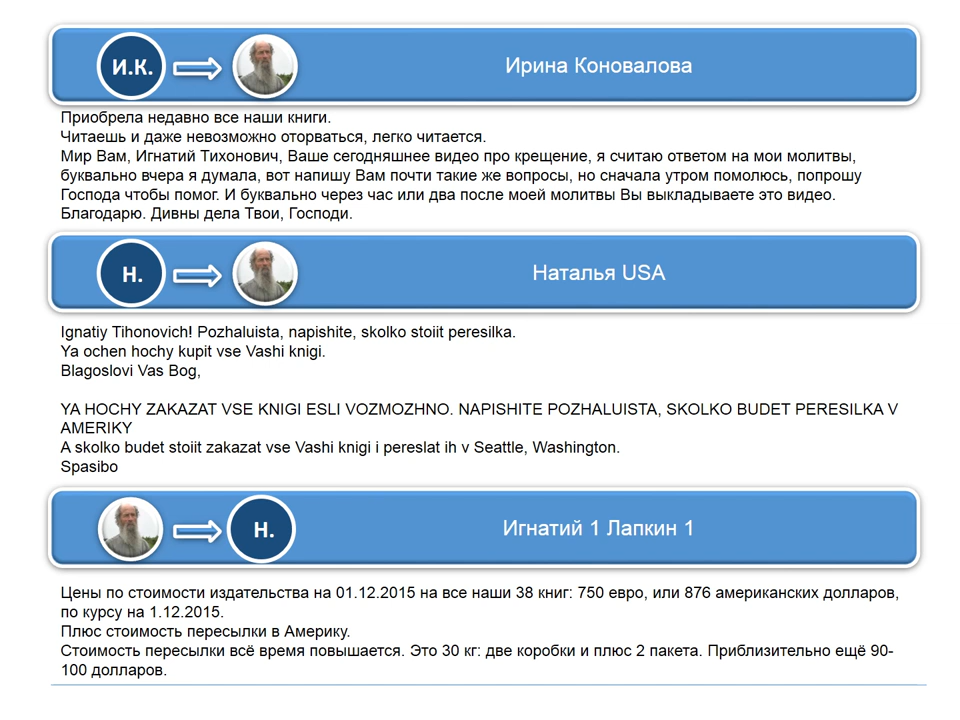 И.К.
Ирина Коновалова
Приобрела недавно все наши книги.
Читаешь и даже невозможно оторваться, легко читается.
Мир Вам, Игнатий Тихонович, Ваше сегодняшнее видео про крещение, я считаю ответом на мои молитвы,
буквально вчера я думала, вот напишу Вам почти такие же вопросы, но сначала утром помолюсь, попрошу
Господа чтобы помог. И буквально через час или два после моей молитвы Вы выкладываете это видео.
Благодарю. Дивны дела Твои, Господи.
Н.
Наталья USA
Ignatiy Tihonovich! Pozhaluista, napishite, skolko stoiit peresilka.
Ya ochen hochy kupit vse Vashi knigi.
Blagoslovi Vas Bog,
YA HOCHY ZAKAZAT VSE KNIGI ESLI VOZMOZHNO. NAPISHITE POZHALUISTA, SKOLKO BUDET PERESILKA V
AMERIKY
A skolko budet stoiit zakazat vse Vashi knigi i pereslat ih v Seattle, Washington.
Spasibo
Н.
Игнатий 1 Лапкин 1
Цены по стоимости издательства на 01.12.2015 на все наши 38 книг: 750 евро, или 876 американских долларов,
по курсу на 1.12.2015.
Плюс стоимость пересылки в Америку.
Стоимость пересылки всё время повышается. Это 30 кг: две коробки и плюс 2 пакета. Приблизительно ещё 90-
100 долларов.